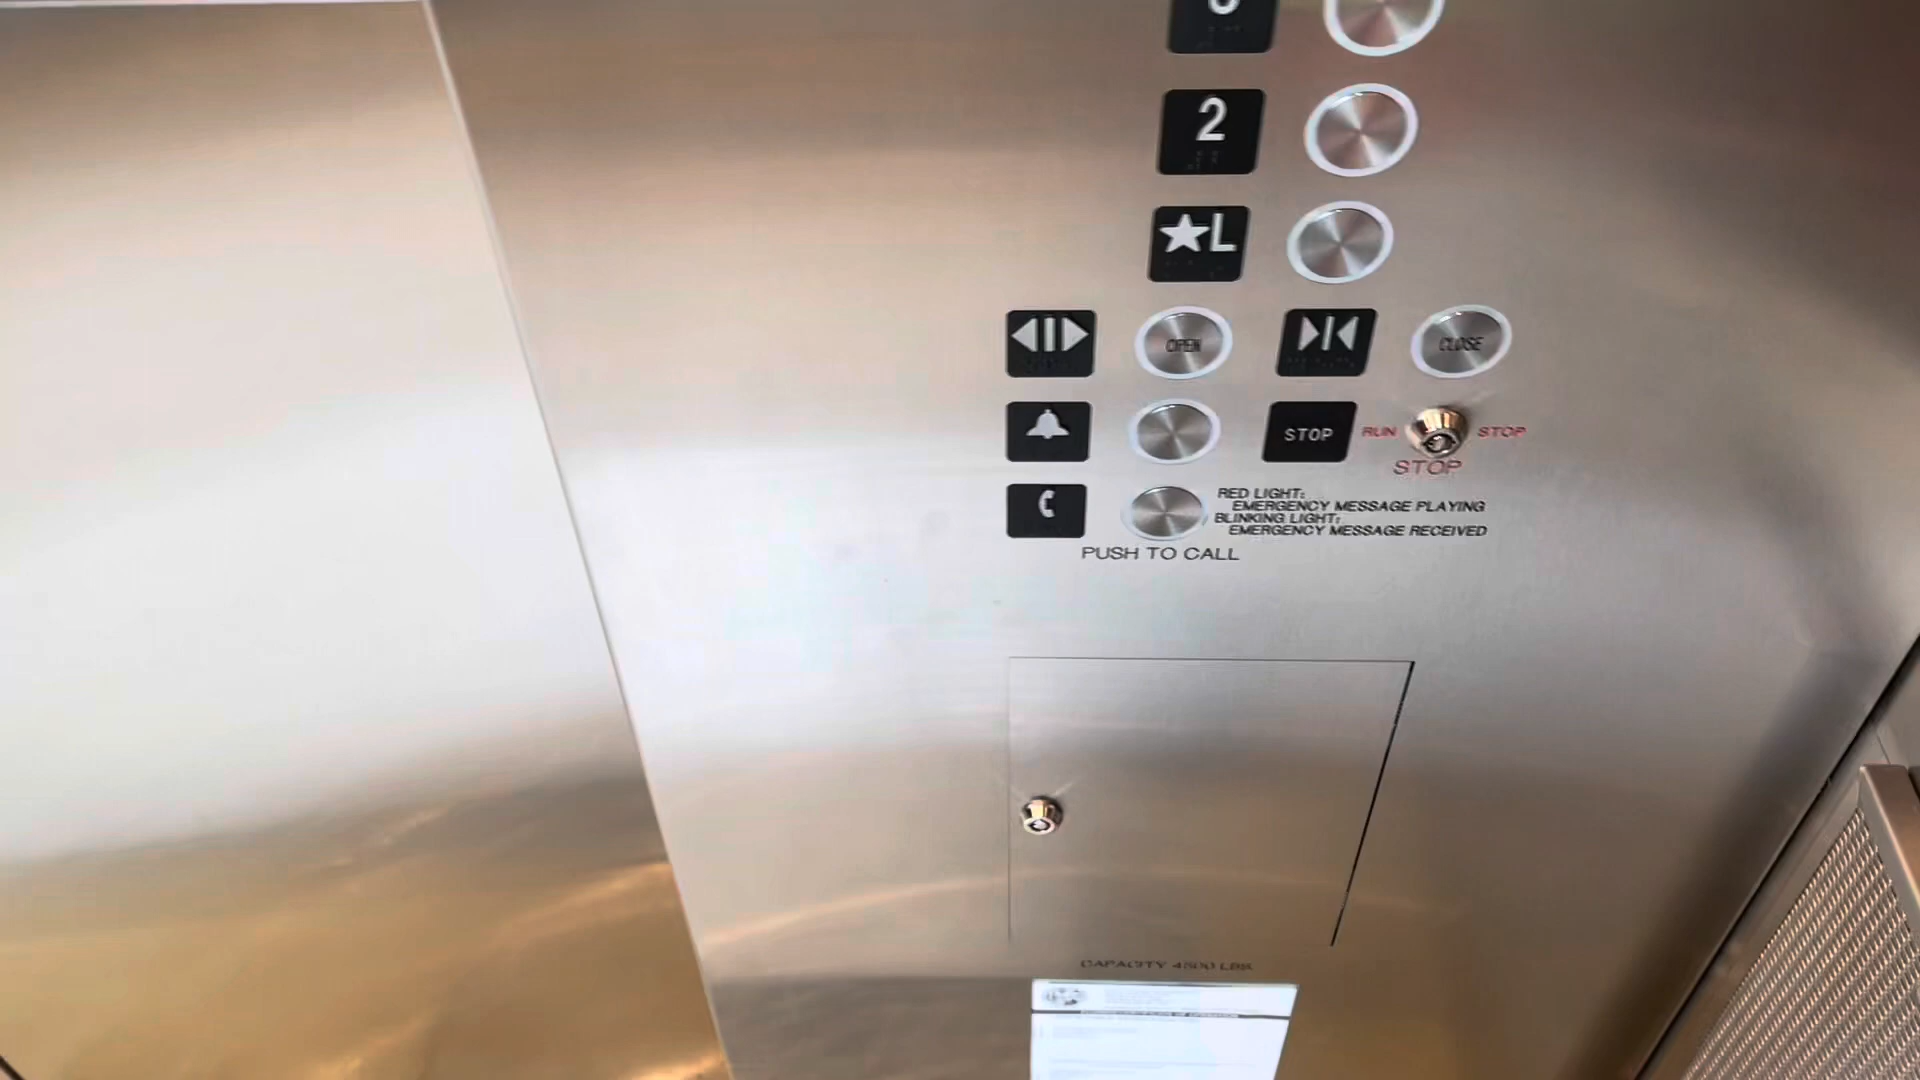 2
★L
OPEN
CLOSE
STOP RUN STOP
STOP
RED LIGHT:
EMERGENCY MESSAGE PLAYING
BLINKING LIGHT:
EMERGENCY MESSAGE RECEIVED
PUSH TO CALL
CAPACITY 4500 LBS